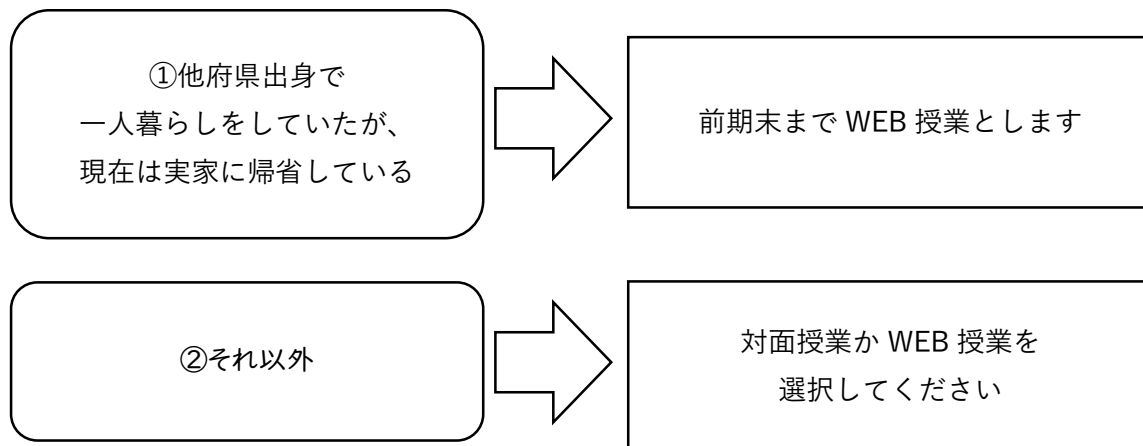 ①他府県出身で
一人暮らしをしていたが、
現在は実家に帰省している
前期末まで WEB 授業とします
②それ以外
対面授業か WEB 授業を
選択してください